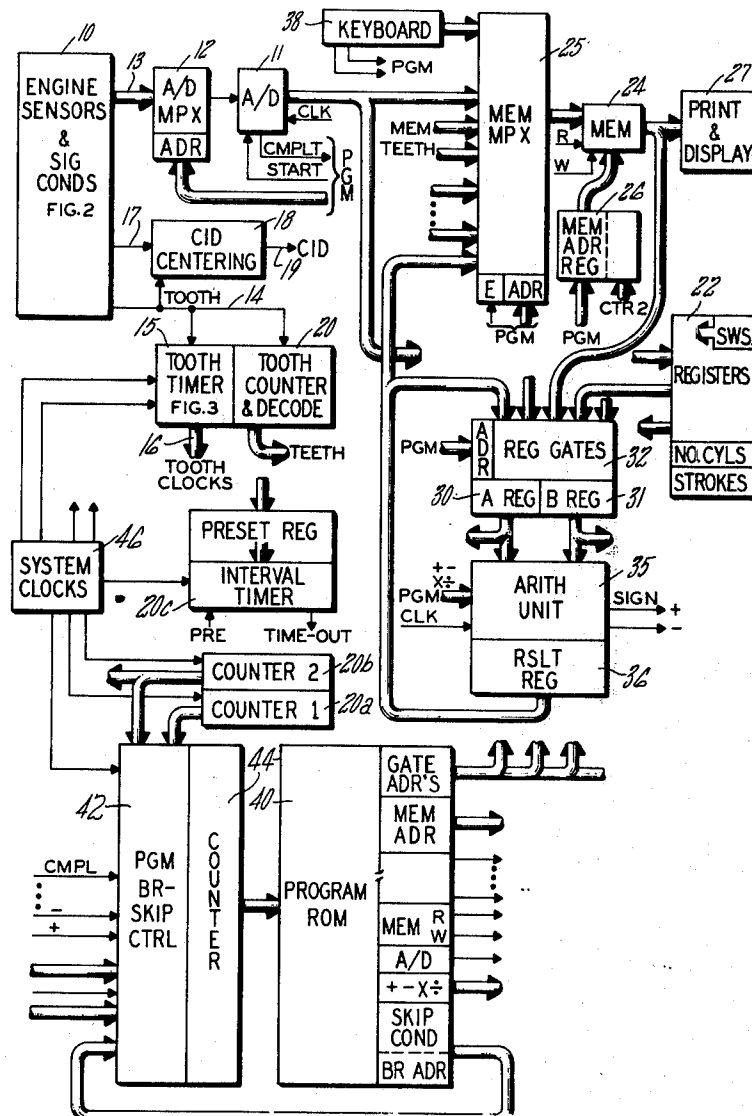 10
ENGINE
SENSORS
&
SIG
CONDS
FIG.2
13
12
A/D
MPX
ADR
11
A/D
CLK
CMPLT
START
PGM
38
KEYBOARD
PGM
25
MEM
MPX
MEM
TEETH
E
ADR
PGM
24
MEM
R
W
27
PRINT
&
DISPLAY
26
MEM
ADR
REG
CTR2
PGM
17
18
CID
CENTERING
CID
19
TOOTH
14
15
TOOTH
TIMER
FIG.3
20
TOOTH
COUNTER
& DECODE
16
TOOTH
CLOCKS
TEETH
22
SWS
REGISTERS
NO. CYLS
STROKES
PGM
ADR
REG GATES
32
30
A REG
B REG
31
PRESET REG
INTERVAL
TIMER
20c
PRE
TIME-OUT
SYSTEM
CLOCKS
46
+ -
X÷
PGM
CLK
ARITH
UNIT
35
SIGN
+
-
RSLT
REG
36
COUNTER 2
20b
COUNTER 1
20a
42
PGM
BR-
SKIP
CTRL
44
COUNTER
CMPL
-
+
40
PROGRAM
ROM
GATE
ADR'S
MEM
ADR
MEM R
W
A/D
+-X÷
SKIP
COND
BR ADR